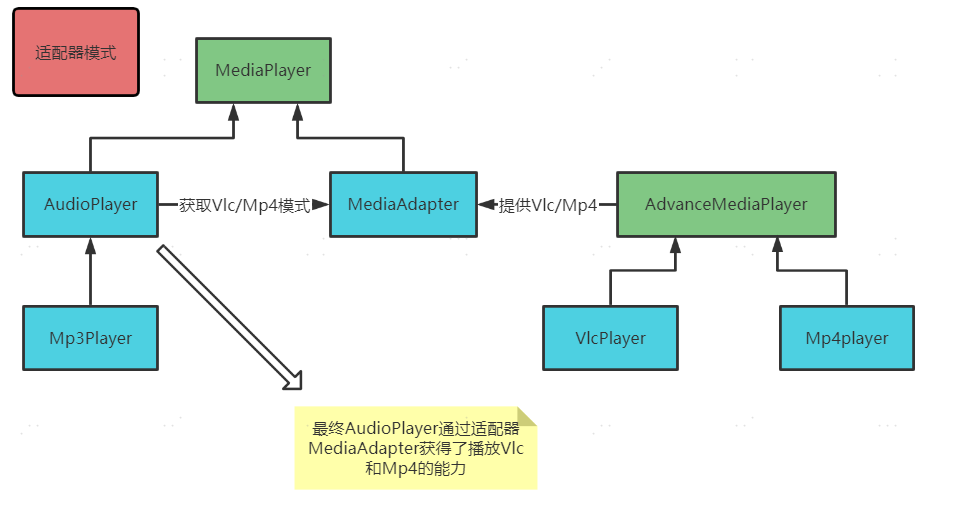 适配器模式
MediaPlayer
AudioPlayer
获取Vlc/Mp4模式
MediaAdapter
提供Vlc/Mp4
AdvanceMediaPlayer
Mp3Player
VlcPlayer
Mp4player
最终AudioPlayer通过适配器
MediaAdapter获得了播放Vlc
和Mp4的能力